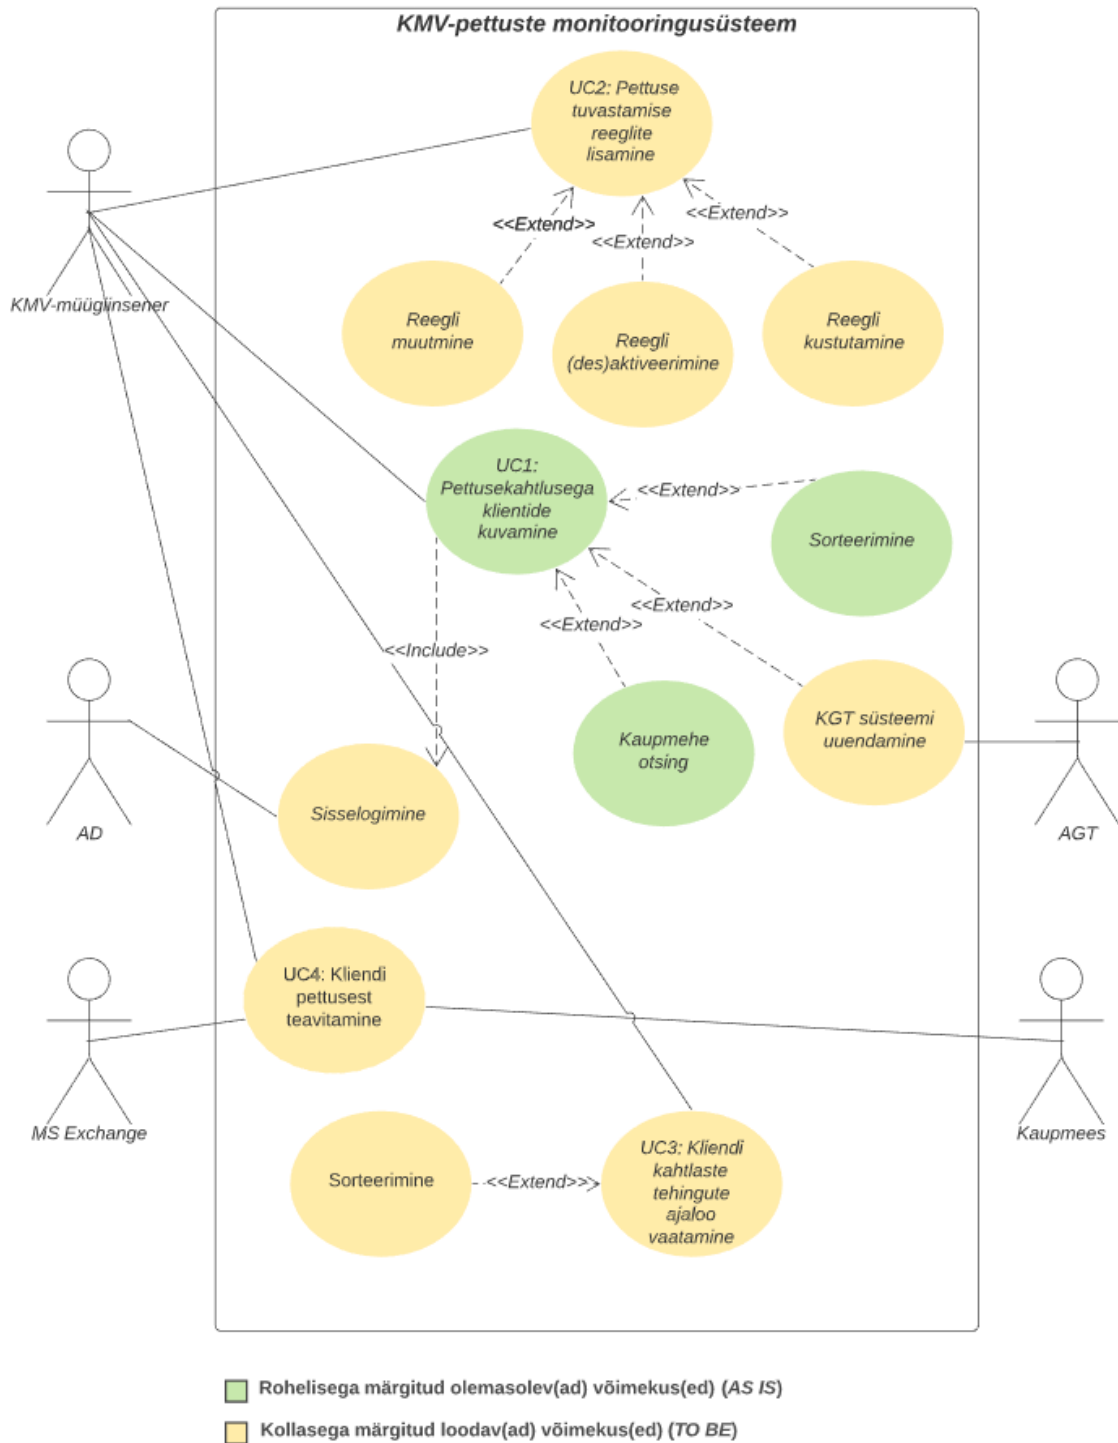 KMV-pettuste monitooringusüsteem
UC2: Pettuse
tuvastamise
reeglite
lisamine
<<Extend>>
<<Extend>>
<<Extend>>
KMV-müügiinsener
Reegli
muutmine
Reegli
(des)aktiveerimine
Reegli
kustutamine
UC1:
Pettusekahtlusega
klientide
kuvamine
<<Extend>>
Sorteerimine
<<Extend>>
<<Extend>>
<<Include>>
Kaupmehe
otsing
KGT süsteemi
uuendamine
Sisselogimine
AD
AGT
UC4: Kliendi
pettusest
teavitamine
MS Exchange
Kaupmees
Sorteerimine
<<Extend>>
UC3: Kliendi
kahtlaste
tehingute
ajaloo
vaatamine
Rohelisega märgitud olemasolev(ad) võimekus(ed) (AS IS)
Kollasega märgitud loodav(ad) võimekus(ed) (TO BE)